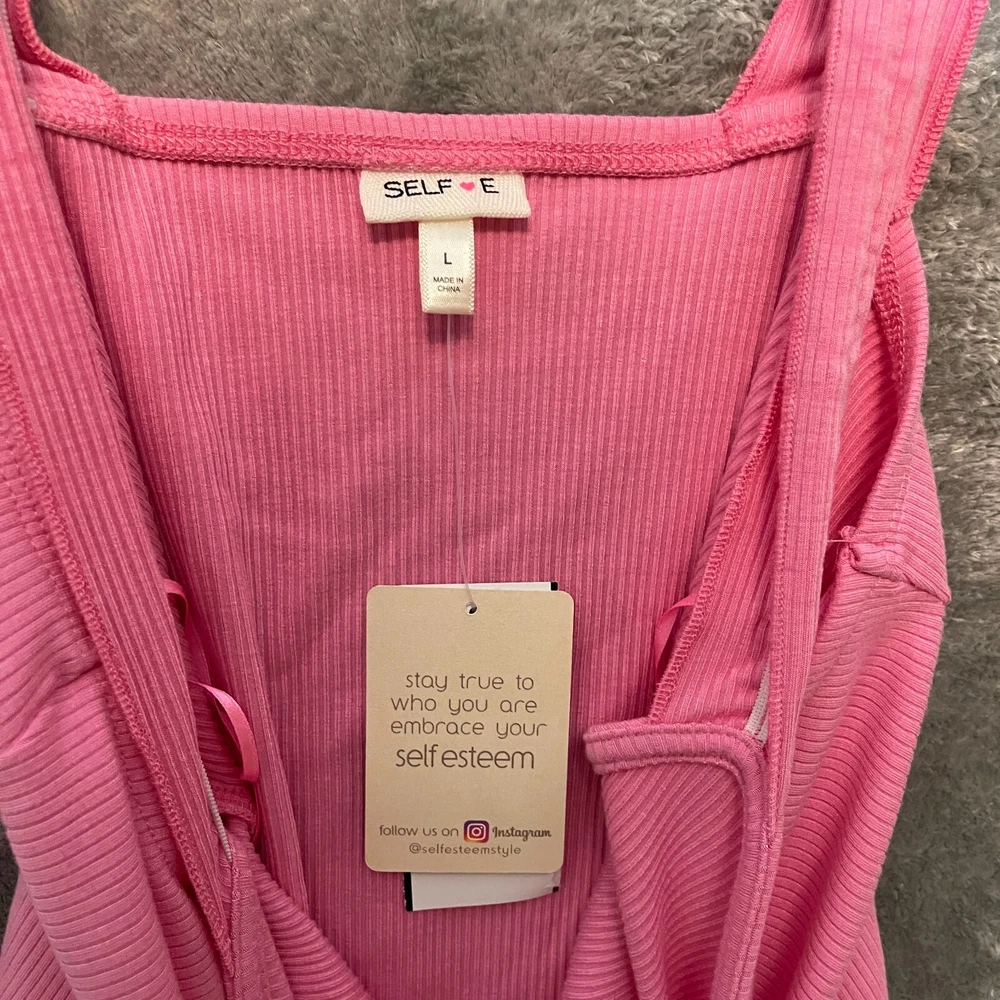 SELF ♥ E
L
MADE IN
CHINA
stay true to
who you are
embrace your
self esteem
follow us on Instagram
@selfesteemstyle